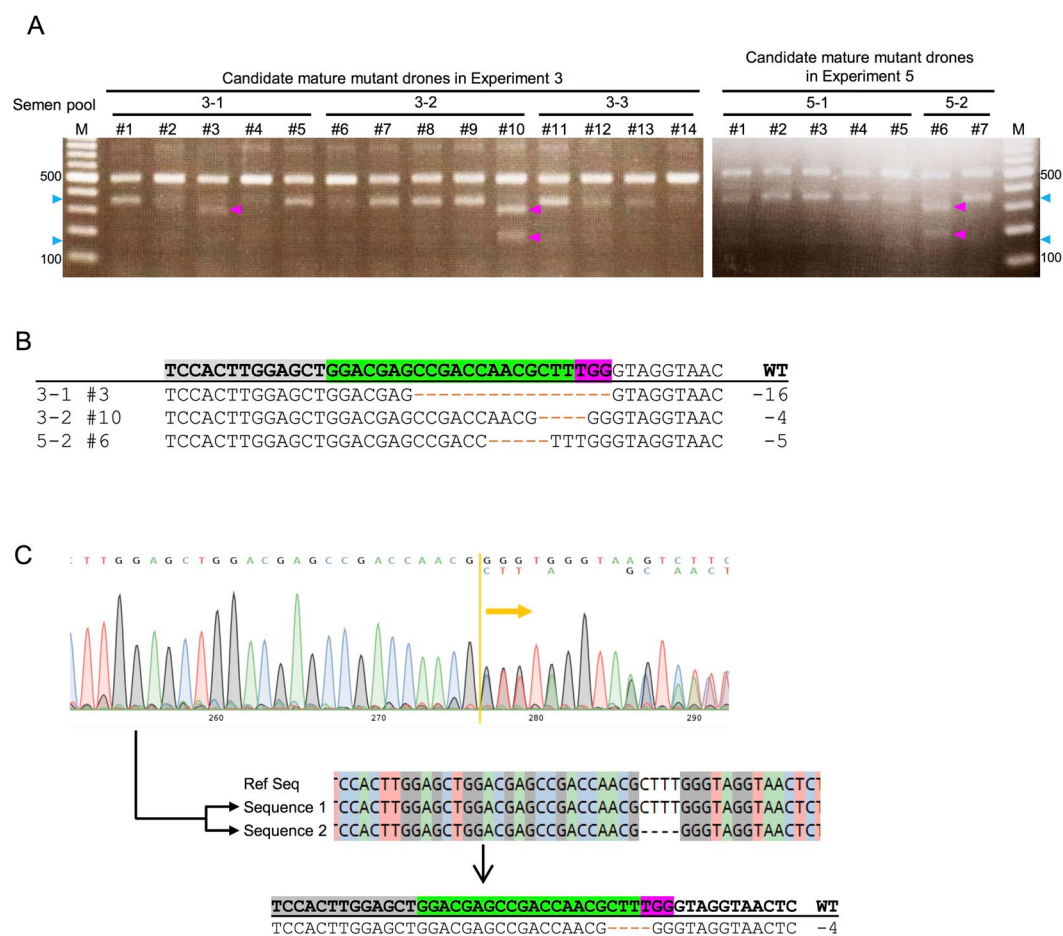 A
Candidate mature mutant drones in Experiment 3
Candidate mature mutant drones
in Experiment 5
Semen pool 3-1 3-2 3-3 5-1 5-2
M #1 #2 #3 #4 #5 #6 #7 #8 #9 #10 #11 #12 #13 #14 #1 #2 #3 #4 #5 #6 #7 M
500 500
100 100
B
TCCACTTGGAGCTGGACGAGCCGACCAACGCTTTGGGTAGGTAAC WT
3-1 #3 TCCACTTGGAGCTGGACGAG----------------GTAGGTAAC -16
3-2 #10 TCCACTTGGAGCTGGACGAGCCGACCAACG----GGGTAGGTAAC -4
5-2 #6 TCCACTTGGAGCTGGACGAGCCGACC-----TTTGGGTAGGTAAC -5
C
TTGGAGCTGGACGAGCCGACCAACGGGGTGGGTAAGTCTTC
CTT A GC AACT
260 270 280 290
Ref Seq TCCACTTGGAGCTGGACGAGCCGACCAACGCTTTGGGTAGGTAACTCT
Sequence 1 TCCACTTGGAGCTGGACGAGCCGACCAACGCTTTGGGTAGGTAACTCT
Sequence 2 TCCACTTGGAGCTGGACGAGCCGACCAACG----GGGTAGGTAACTCT
TCCACTTGGAGCTGGACGAGCCGACCAACGCTTTGGGTAGGTAACTC WT
TCCACTTGGAGCTGGACGAGCCGACCAACG----GGGTAGGTAACTC -4